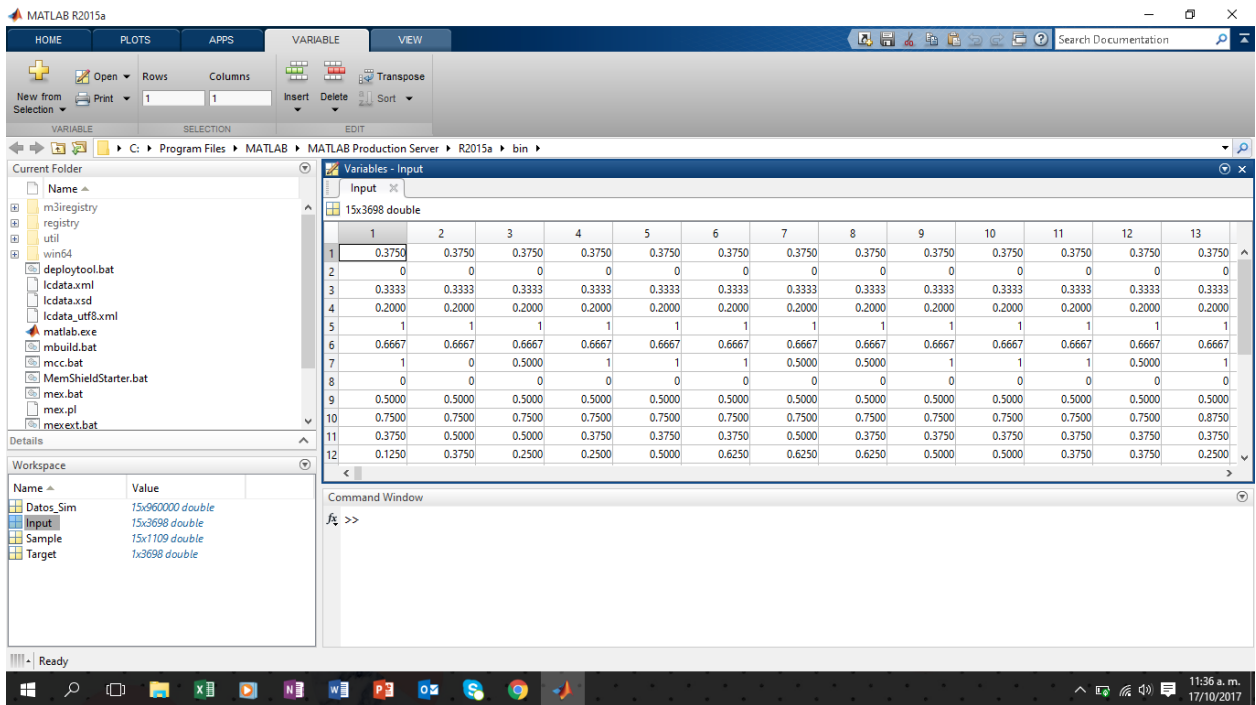 MATLAB R2015a
HOME PLOTS APPS VARIABLE VIEW Search Documentation
New from Selection Open Print Rows Columns 1 1 Insert Delete Transpose Sort
VARIABLE SELECTION EDIT
C: Program Files MATLAB MATLAB Production Server R2015a bin
Current Folder
Name
m3iregistry
registry
util
win64
deploytool.bat
lcdata.xml
lcdata.xsd
lcdata_utf8.xml
matlab.exe
mbuild.bat
mcc.bat
MemShieldStarter.bat
mex.bat
mex.pl
mexext.bat
Details
Workspace
Name Value
Datos_Sim 15x960000 double
Input 15x3698 double
Sample 15x1109 double
Target 1x3698 double
Variables - Input
Input
15x3698 double
1 2 3 4 5 6 7 8 9 10 11 12 13
1 0.3750 0.3750 0.3750 0.3750 0.3750 0.3750 0.3750 0.3750 0.3750 0.3750 0.3750 0.3750 0.3750
2 0 0 0 0 0 0 0 0 0 0 0 0 0
3 0.3333 0.3333 0.3333 0.3333 0.3333 0.3333 0.3333 0.3333 0.3333 0.3333 0.3333 0.3333 0.3333
4 0.2000 0.2000 0.2000 0.2000 0.2000 0.2000 0.2000 0.2000 0.2000 0.2000 0.2000 0.2000 0.2000
5 1 1 1 1 1 1 1 1 1 1 1 1 1
6 0.6667 0.6667 0.6667 0.6667 0.6667 0.6667 0.6667 0.6667 0.6667 0.6667 0.6667 0.6667 0.6667
7 1 0 0.5000 1 1 1 0.5000 0.5000 1 1 1 0.5000 1
8 0 0 0 0 0 0 0 0 0 0 0 0 0
9 0.5000 0.5000 0.5000 0.5000 0.5000 0.5000 0.5000 0.5000 0.5000 0.5000 0.5000 0.5000 0.5000
10 0.7500 0.7500 0.7500 0.7500 0.7500 0.7500 0.7500 0.7500 0.7500 0.7500 0.7500 0.7500 0.8750
11 0.3750 0.5000 0.5000 0.3750 0.3750 0.3750 0.5000 0.3750 0.3750 0.3750 0.3750 0.3750 0.3750
12 0.1250 0.3750 0.2500 0.2500 0.5000 0.6250 0.6250 0.6250 0.5000 0.5000 0.3750 0.3750 0.2500
Command Window
fx >>
Ready
11:36 a. m.
17/10/2017